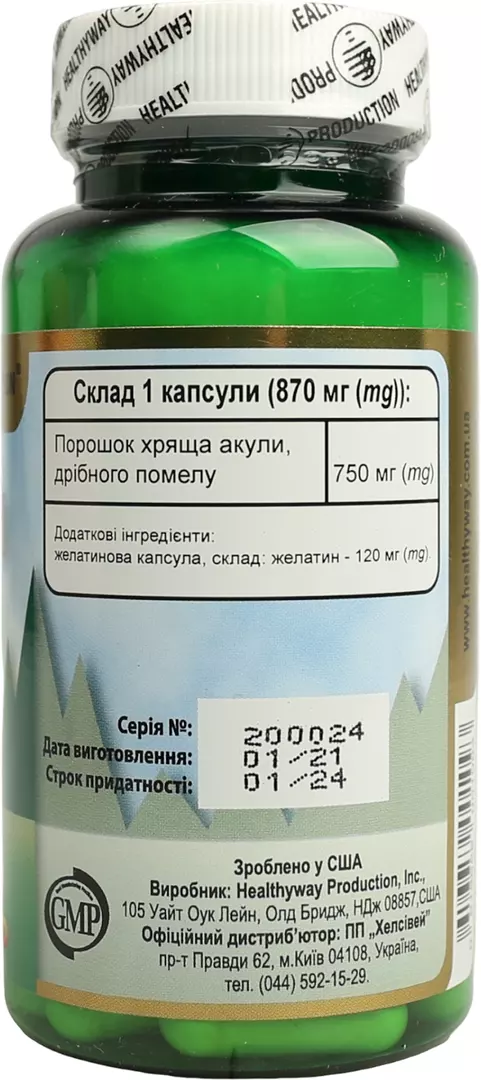 HEALTHYWAY
PRODUCTION
Склад 1 капсули (870 мг (mg)):
Порошок хряща акули,
дрібного помелу
750 мг (mg)
Додаткові інгредієнти:
желатинова капсула, склад: желатин - 120 мг (mg).
www.healthyway.com.ua
Серія №: 200024
Дата виготовлення: 01/21
Строк придатності: 01/24
GMP
Зроблено у США
Виробник: Healthyway Production, Inc.,
105 Уайт Оук Лейн, Олд Бридж, НДж 08857,США
Офіційний дистриб’ютор: ПП „Хелсівей”
пр-т Правди 62, м.Київ 04108, Україна,
тел. (044) 592-15-29.